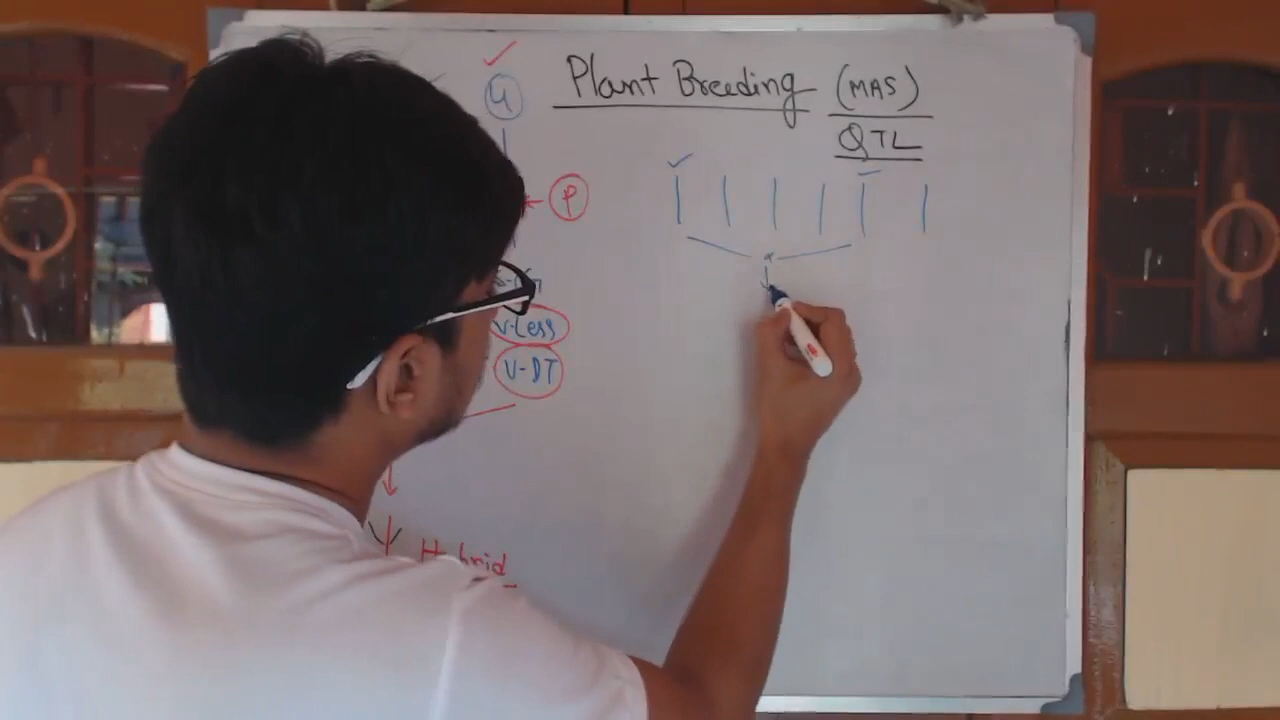 Plant Breeding (MAS)
QTL
P
V-Less
V-DT
Hybrid